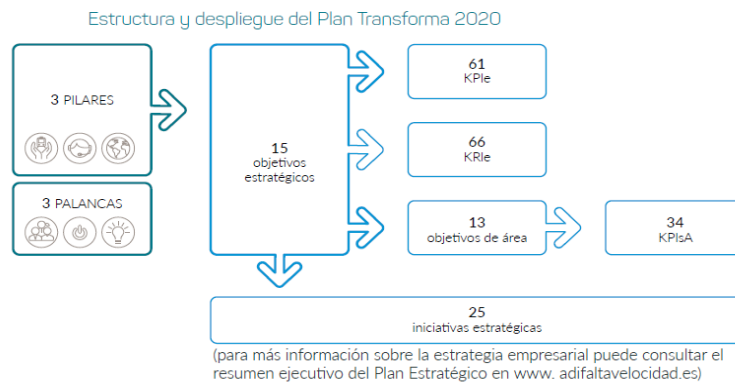 Estructura y despliegue del Plan Transforma 2020
3 PILARES
3 PALANCAS
15
objetivos
estratégicos
61
KPIe
66
KRIe
13
objetivos de área
34
KPIsA
25
iniciativas estratégicas
(para más información sobre la estrategia empresarial puede consultar el
resumen ejecutivo del Plan Estratégico en www. adifaltavelocidad.es)